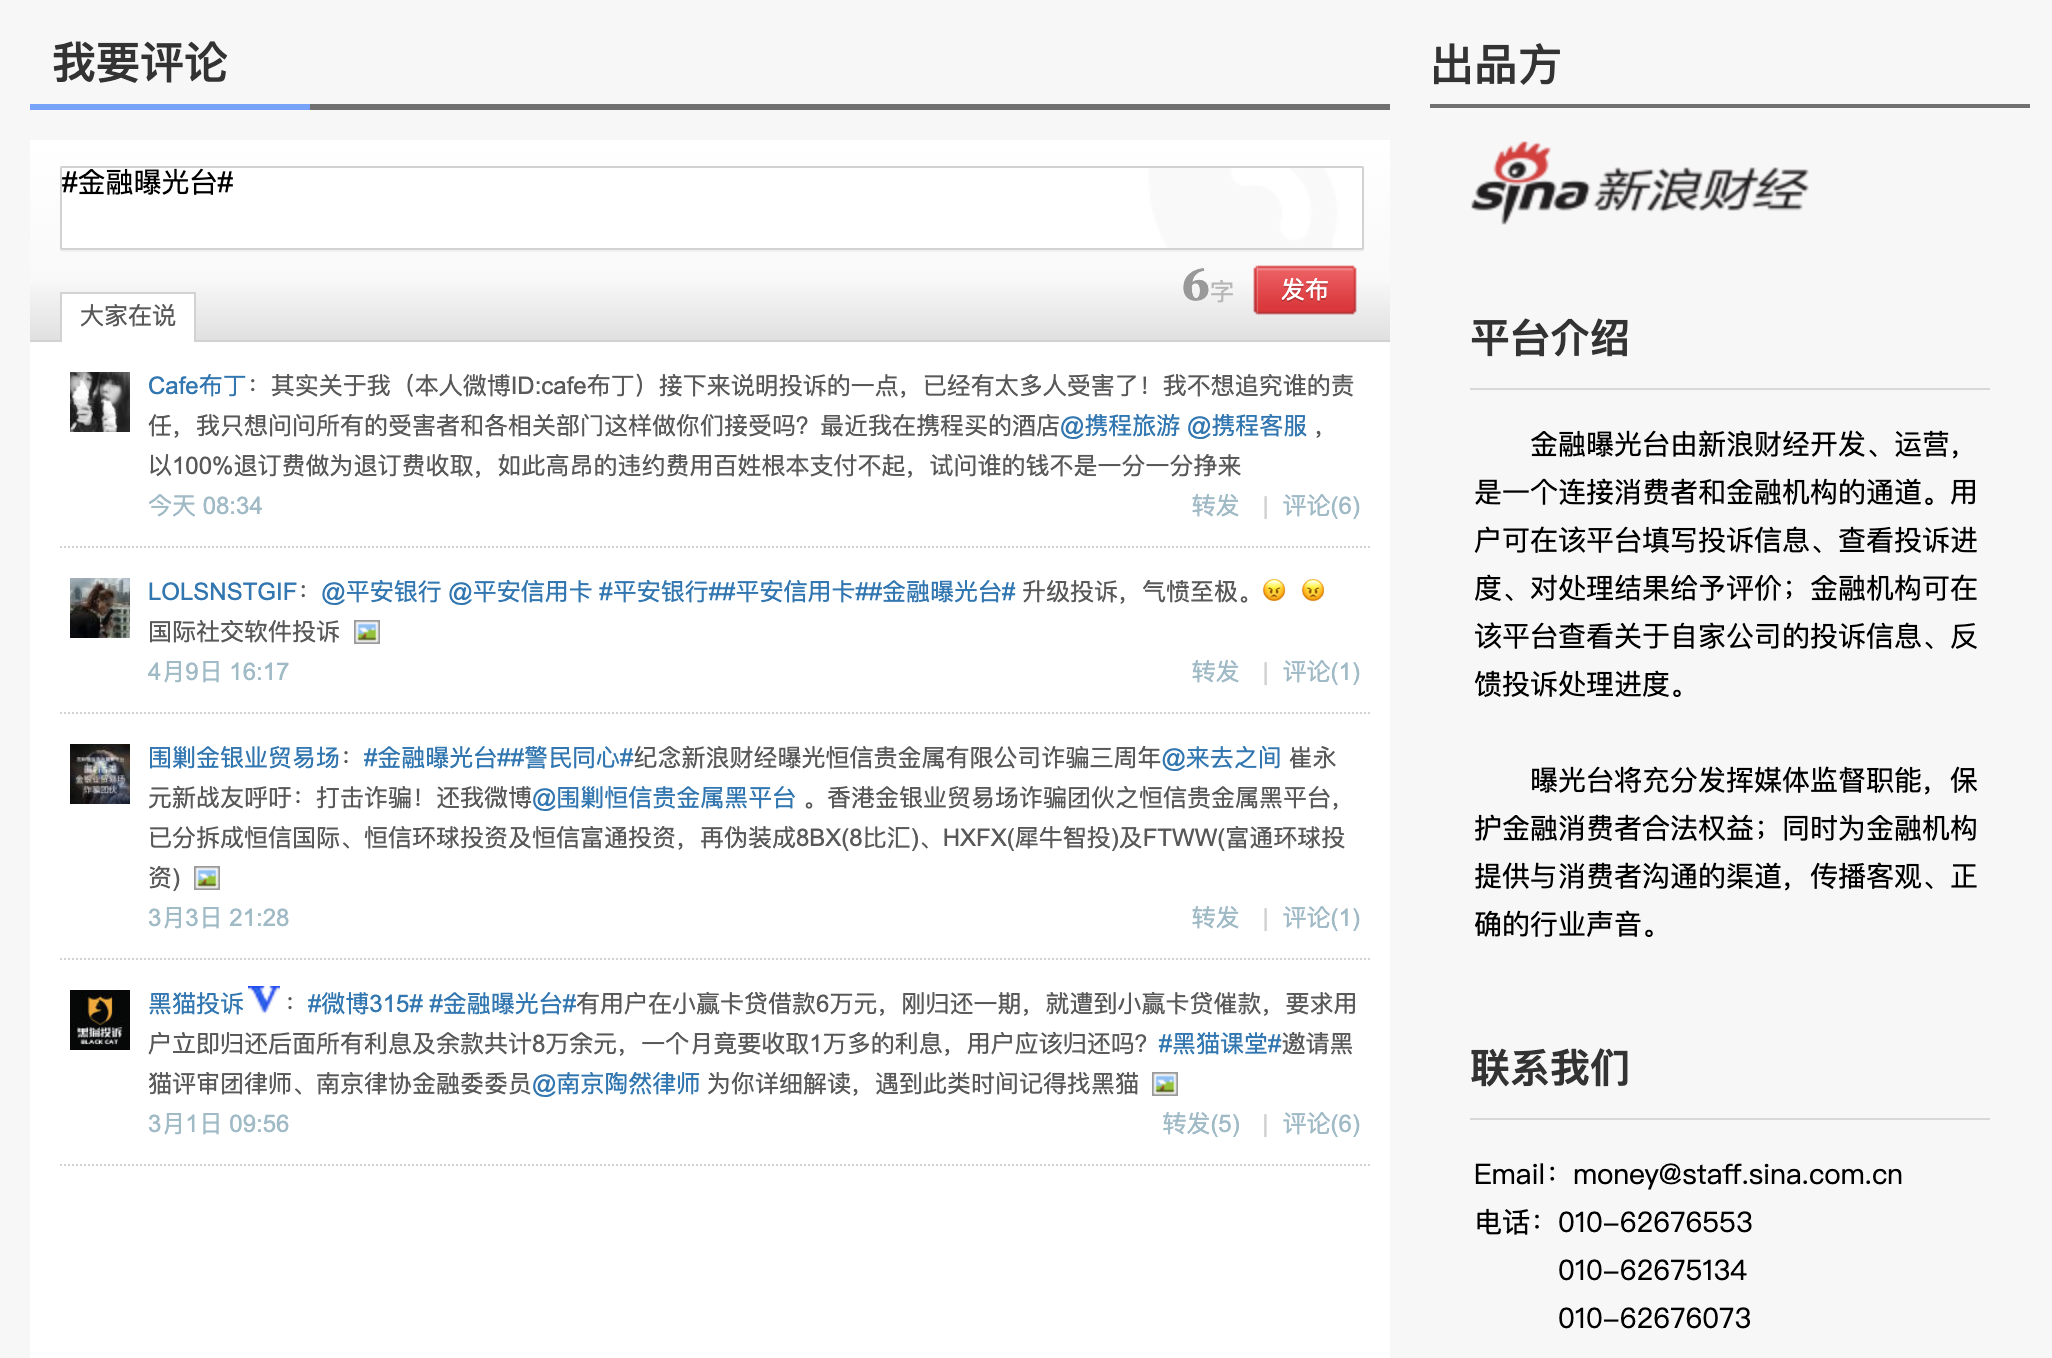 我要评论
#金融曝光台#
6字
发布
大家在说
Cafe布丁：其实关于我（本人微博ID:cafe布丁）接下来说明投诉的一点，已经有太多人受害了！我不想追究谁的责
任，我只想问问所有的受害者和各相关部门这样做你们接受吗？最近我在携程买的酒店@携程旅游 @携程客服 ，
以100%退订费做为退订费收取，如此高昂的违约费用百姓根本支付不起，试问谁的钱不是一分一分挣来
今天 08:34
转发 | 评论(6)
LOLSNSTGIF：@平安银行 @平安信用卡 #平安银行##平安信用卡##金融曝光台# 升级投诉，气愤至极。😡 😡
国际社交软件投诉
4月9日 16:17
转发 | 评论(1)
围剿金银业贸易场：#金融曝光台##警民同心#纪念新浪财经曝光恒信贵金属有限公司诈骗三周年@来去之间 崔永
元新战友呼吁：打击诈骗！还我微博@围剿恒信贵金属黑平台 。香港金银业贸易场诈骗团伙之恒信贵金属黑平台，
已分拆成恒信国际、恒信环球投资及恒信富通投资，再伪装成8BX(8比汇)、HXFX(犀牛智投)及FTWW(富通环球投
资)
3月3日 21:28
转发 | 评论(1)
黑猫投诉
BLACK CAT
黑猫投诉V：#微博315# #金融曝光台#有用户在小赢卡贷借款6万元，刚归还一期，就遭到小赢卡贷催款，要求用
户立即归还后面所有利息及余款共计8万余元，一个月竟要收取1万多的利息，用户应该归还吗？#黑猫课堂#邀请黑
猫评审团律师、南京律协金融委委员@南京陶然律师 为你详细解读，遇到此类时间记得找黑猫
3月1日 09:56
转发(5) | 评论(6)
出品方
sina新浪财经
平台介绍
金融曝光台由新浪财经开发、运营，
是一个连接消费者和金融机构的通道。用
户可在该平台填写投诉信息、查看投诉进
度、对处理结果给予评价；金融机构可在
该平台查看关于自家公司的投诉信息、反
馈投诉处理进度。
曝光台将充分发挥媒体监督职能，保
护金融消费者合法权益；同时为金融机构
提供与消费者沟通的渠道，传播客观、正
确的行业声音。
联系我们
Email：money@staff.sina.com.cn
电话：010-62676553
010-62675134
010-62676073